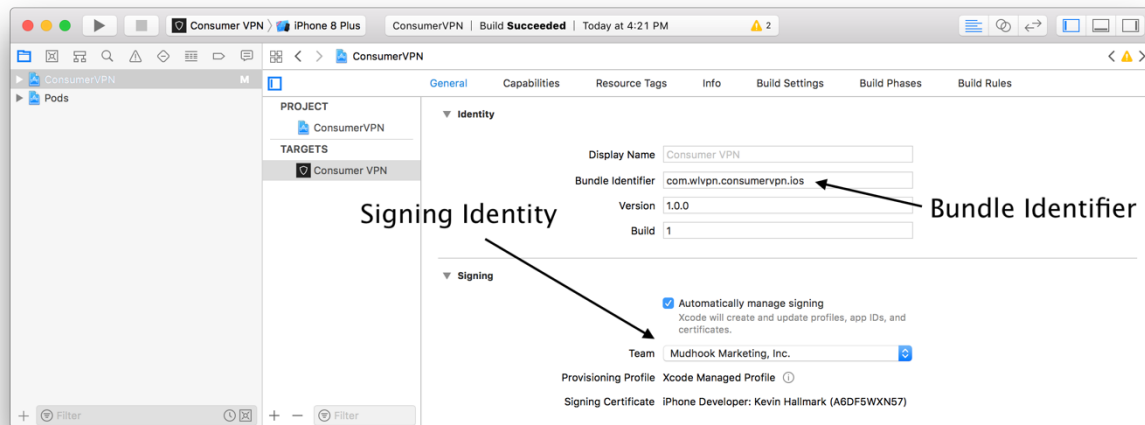 Consumer VPN iPhone 8 Plus ConsumerVPN | Build Succeeded | Today at 4:21 PM 2
ConsumerVPN
ConsumerVPN M
Pods
General Capabilities Resource Tags Info Build Settings Build Phases Build Rules
PROJECT
ConsumerVPN
TARGETS
Consumer VPN
Identity
Display Name Consumer VPN
Bundle Identifier com.wlvpn.consumervpn.ios
Version 1.0.0
Build 1
Signing Identity
Bundle Identifier
Signing
Automatically manage signing
Xcode will create and update profiles, app IDs, and
certificates.
Team Mudhook Marketing, Inc.
Provisioning Profile Xcode Managed Profile
Signing Certificate iPhone Developer: Kevin Hallmark (A6DF5WXN57)
Filter
Filter